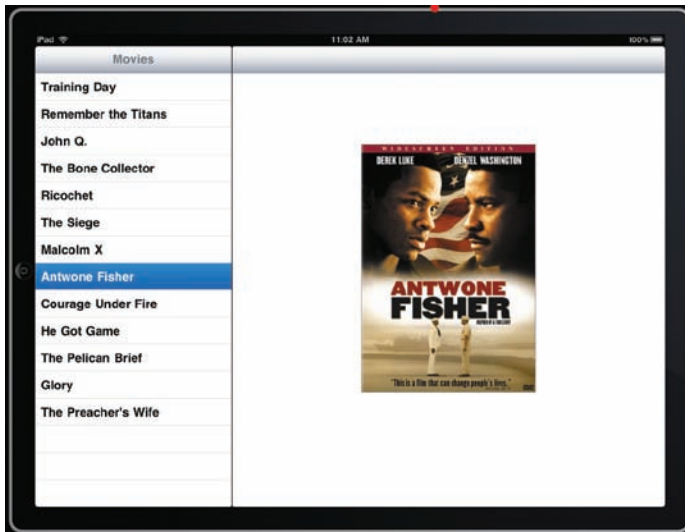 iPad
11:02 AM
100%
Movies
Training Day
Remember the Titans
John Q.
The Bone Collector
Ricochet
The Siege
Malcolm X
Antwone Fisher
Courage Under Fire
He Got Game
The Pelican Brief
Glory
The Preacher's Wife
WIDESCREEN EDITION
DEREK LUKE DENZEL WASHINGTON
ANTWONE
FISHER
"This is a film that can change people's lives."